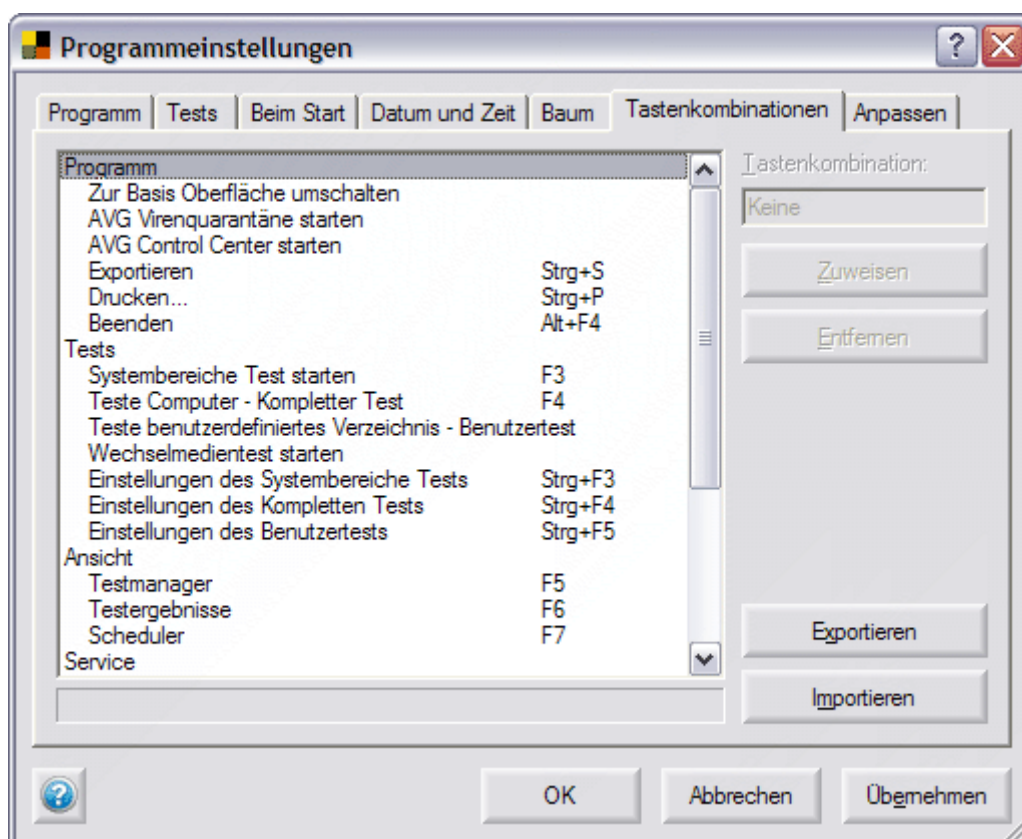 Programmeinstellungen
Programm Tests Beim Start Datum und Zeit Baum Tastenkombinationen Anpassen
Programm
Zur Basis Oberfläche umschalten
AVG Virenquarantäne starten
AVG Control Center starten
Exportieren Strg+S
Drucken... Strg+P
Beenden Alt+F4
Tests
Systembereiche Test starten F3
Teste Computer - Kompletter Test F4
Teste benutzerdefiniertes Verzeichnis - Benutzertest
Wechselmedientest starten
Einstellungen des Systembereiche Tests Strg+F3
Einstellungen des Kompletten Tests Strg+F4
Einstellungen des Benutzertests Strg+F5
Ansicht
Testmanager F5
Testergebnisse F6
Scheduler F7
Service
Tastenkombination:
Keine
Zuweisen
Entfernen
Exportieren
Importieren
OK Abbrechen Übernehmen